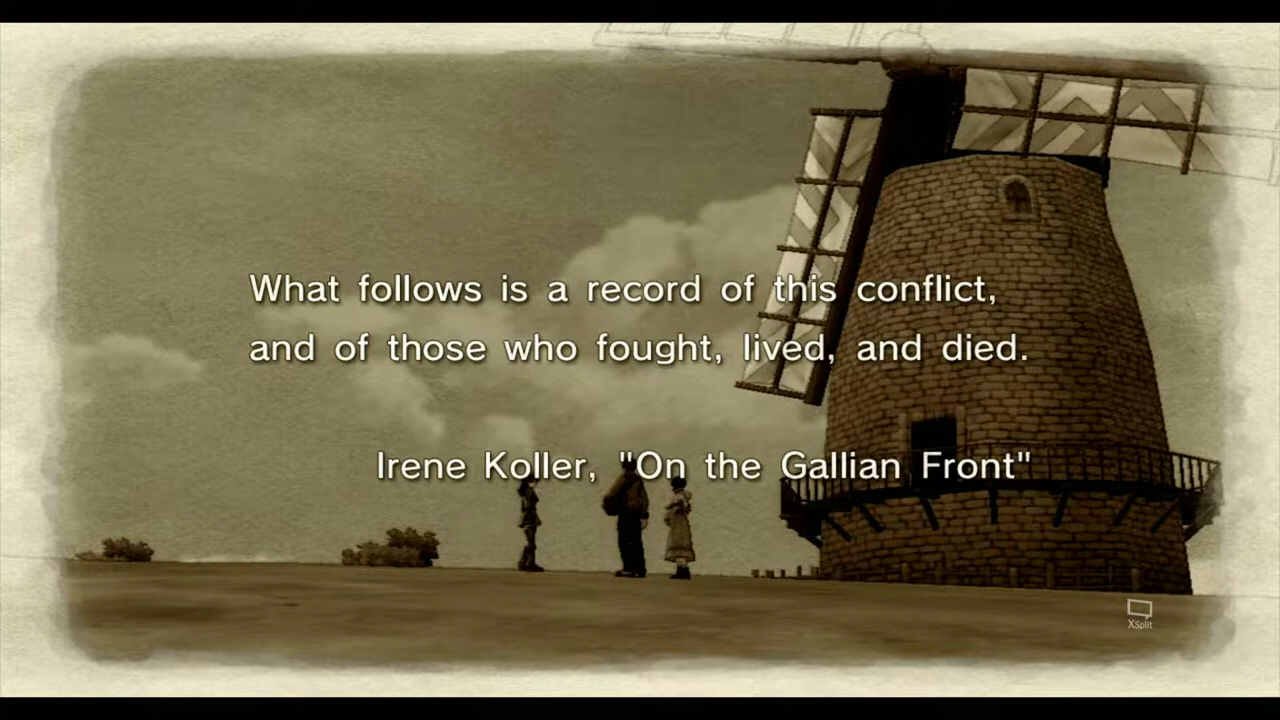 What follows is a record of this conflict,
and of those who fought, lived, and died.
Irene Koller, "On the Gallian Front"
XSplit